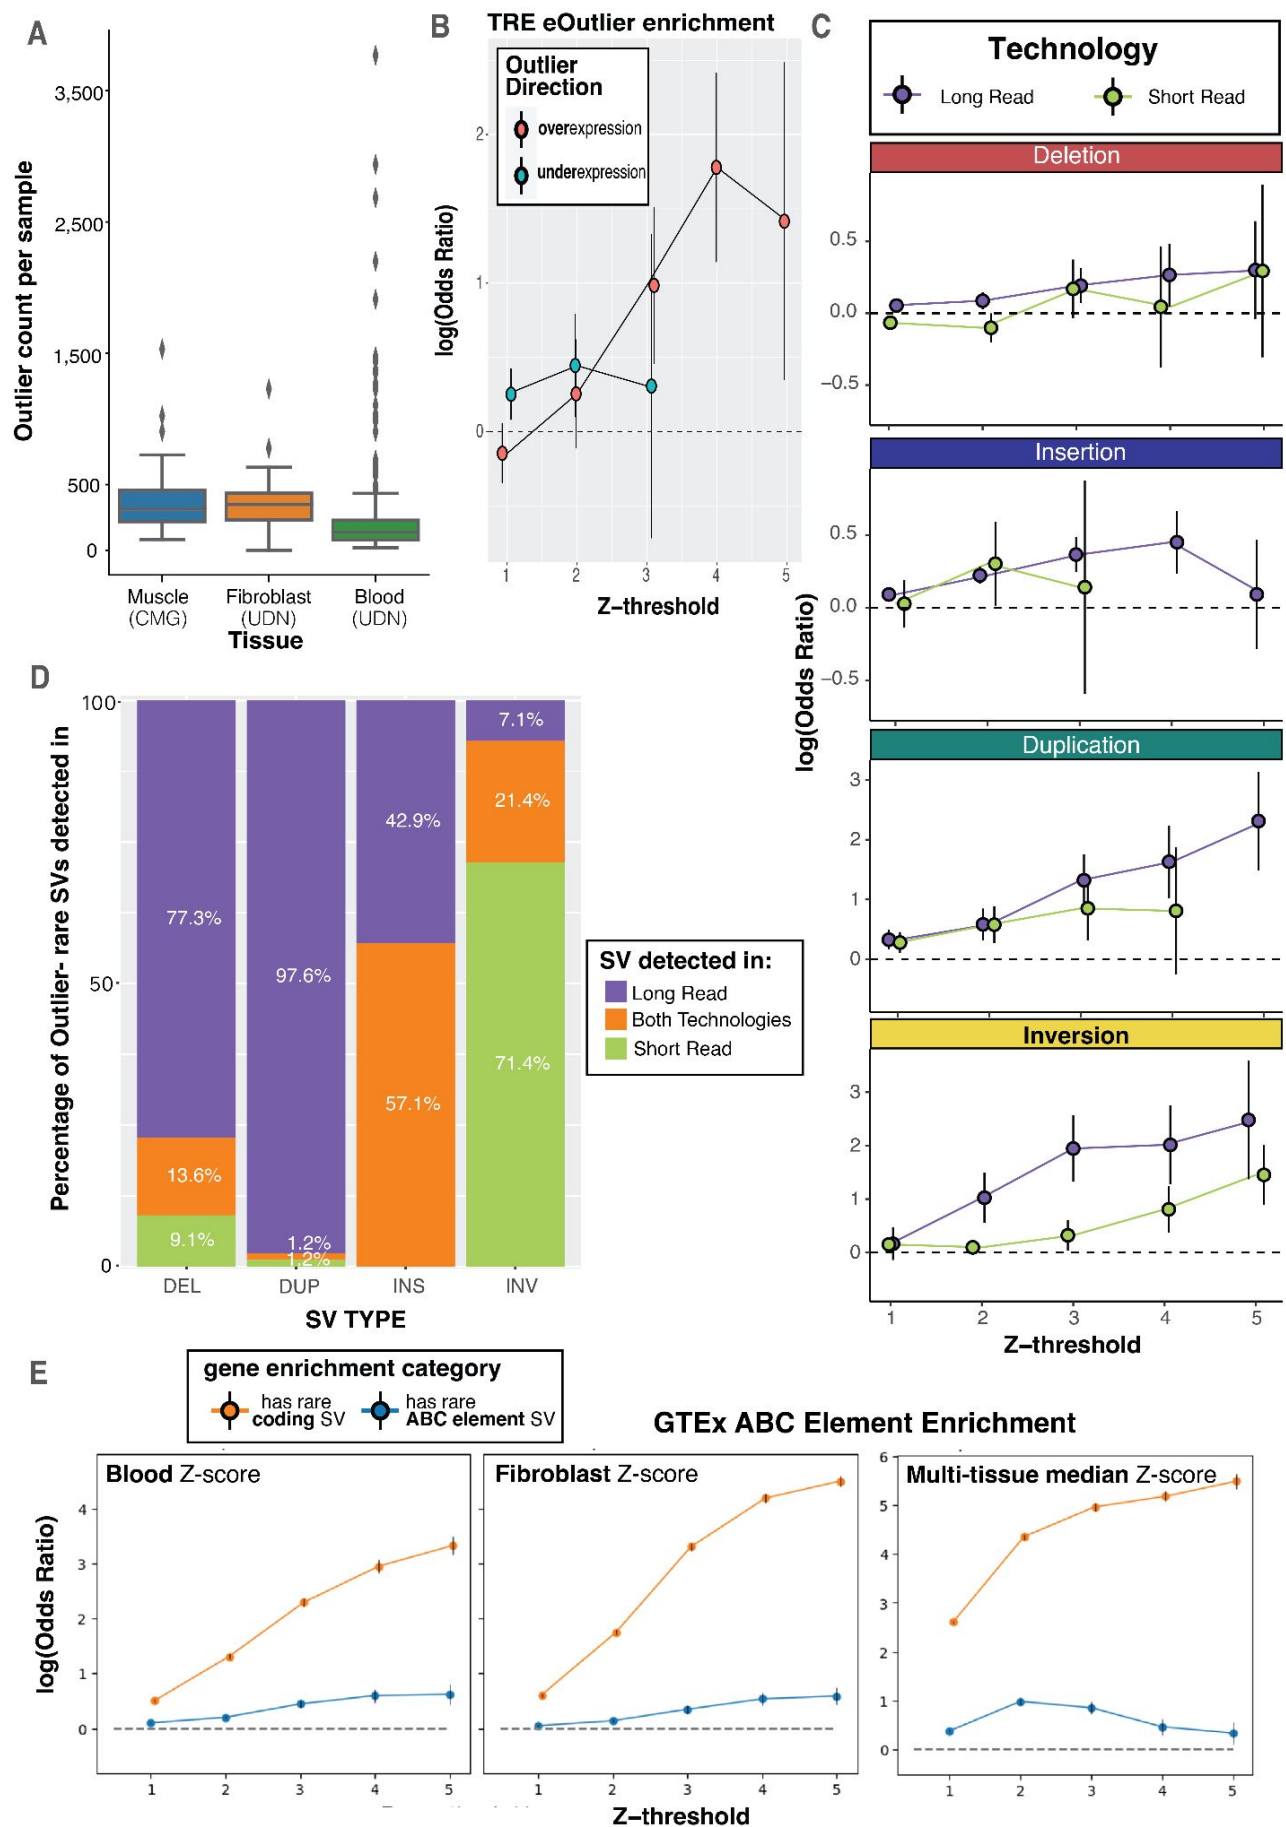 A
3,500
2,500
1,500
500
0
Outlier count per sample
Muscle
(CMG)
Fibroblast
(UDN)
Blood
(UDN)
Tissue
B
TRE eOutlier enrichment
Outlier
Direction
overexpression
underexpression
2
1
0
log(Odds Ratio)
1 2 3 4 5
Z-threshold
C
Technology
Long Read
Short Read
Deletion
0.5
0.0
−0.5
Insertion
0.5
0.0
−0.5
log(Odds Ratio)
Duplication
3
2
1
0
Inversion
3
2
1
0
1 2 3 4 5
Z−threshold
D
100
50
0
Percentage of Outlier- rare SVs detected in
77.3%
13.6%
9.1%
97.6%
1.2%
1.2%
42.9%
57.1%
7.1%
21.4%
71.4%
DEL DUP INS INV
SV TYPE
SV detected in:
Long Read
Both Technologies
Short Read
E
gene enrichment category
has rare
coding SV
has rare
ABC element SV
GTEx ABC Element Enrichment
Blood Z-score
4
3
2
1
0
log(Odds Ratio)
1 2 3 4 5
Fibroblast Z-score
1 2 3 4 5
Multi-tissue median Z-score
6
5
4
3
2
1
0
1 2 3 4 5
Z−threshold